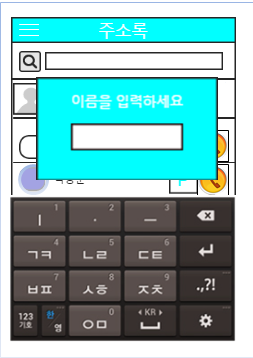 주소록
이름을 입력하세요
F
ㅣ 1 · 2 ㅡ 3
ㄱㅋ 4 ㄴㄹ 5 ㄷㅌ 6
ㅂㅍ 7 ㅅㅎ 8 ㅈㅊ 9 .,?!
123 기호 한 영 ㅇㅁ 0 KR